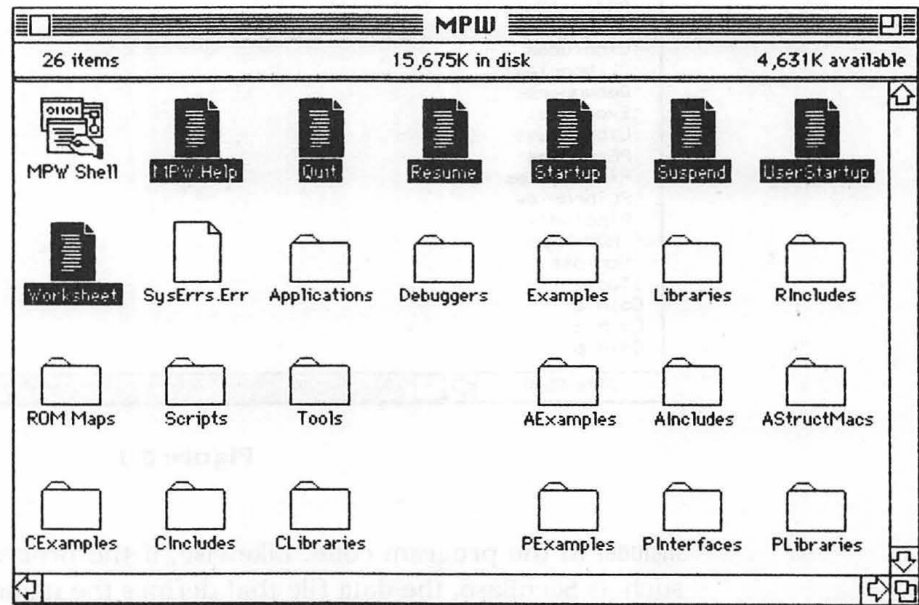 MPW
26 items 15,675K in disk 4,631K available
MPW Shell MPW.Help Quit Resume Startup Suspend UserStartup
Worksheet SysErrs.Err Applications Debuggers Examples Libraries RIncludes
ROM Maps Scripts Tools AExamples AIncludes AStructMacs
CExamples CIncludes CLibraries PExamples PInterfaces PLibraries